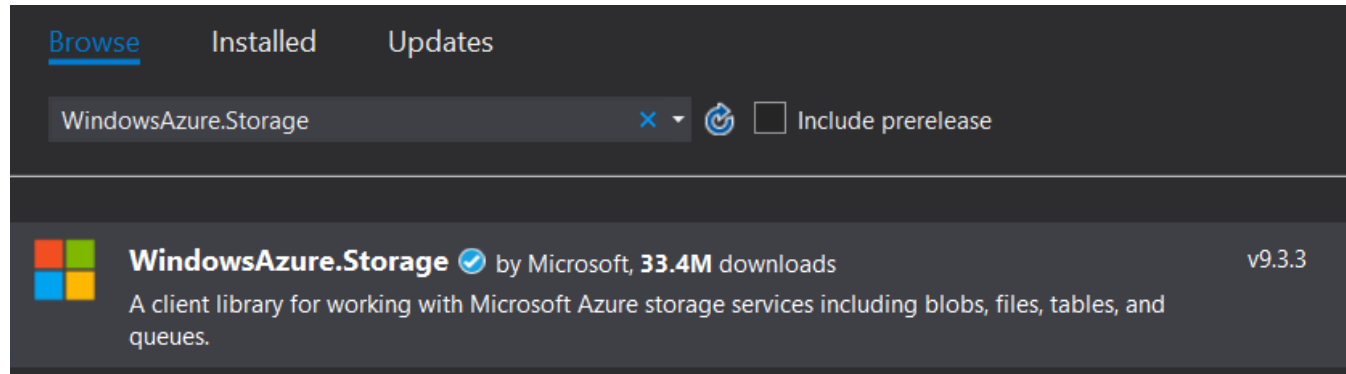 Browse Installed Updates
WindowsAzure.Storage Include prerelease
WindowsAzure.Storage by Microsoft, 33.4M downloads v9.3.3
A client library for working with Microsoft Azure storage services including blobs, files, tables, and
queues.